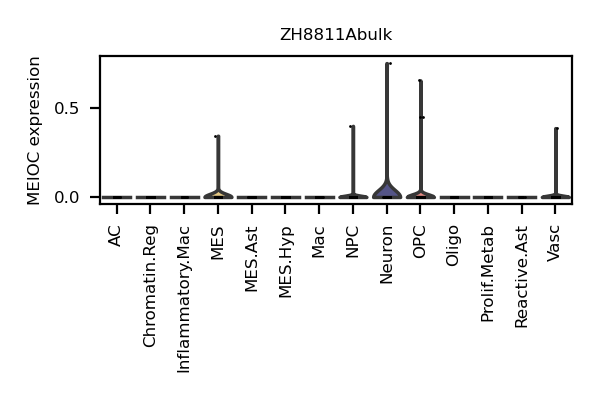 ZH8811Abulk
MEIOC expression
0.5
0.0
AC
Chromatin.Reg
Inflammatory.Mac
MES
MES.Ast
MES.Hyp
Mac
NPC
Neuron
OPC
Oligo
Prolif.Metab
Reactive.Ast
Vasc